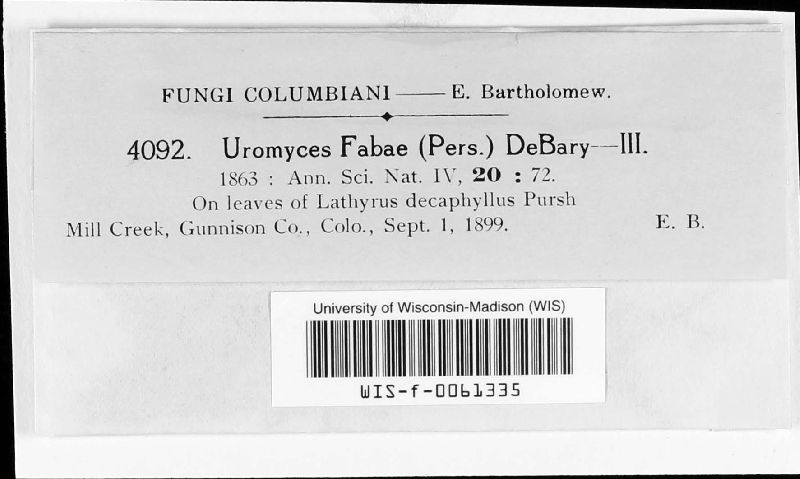 FUNGI COLUMBIANI —— E. Bartholomew.
4092. Uromyces Fabae (Pers.) DeBary—III.
1863 : Ann. Sci. Nat. IV, 20 : 72.
On leaves of Lathyrus decaphyllus Pursh
Mill Creek, Gunnison Co., Colo., Sept. 1, 1899. E. B.
University of Wisconsin-Madison (WIS)
WIS-f-0061335